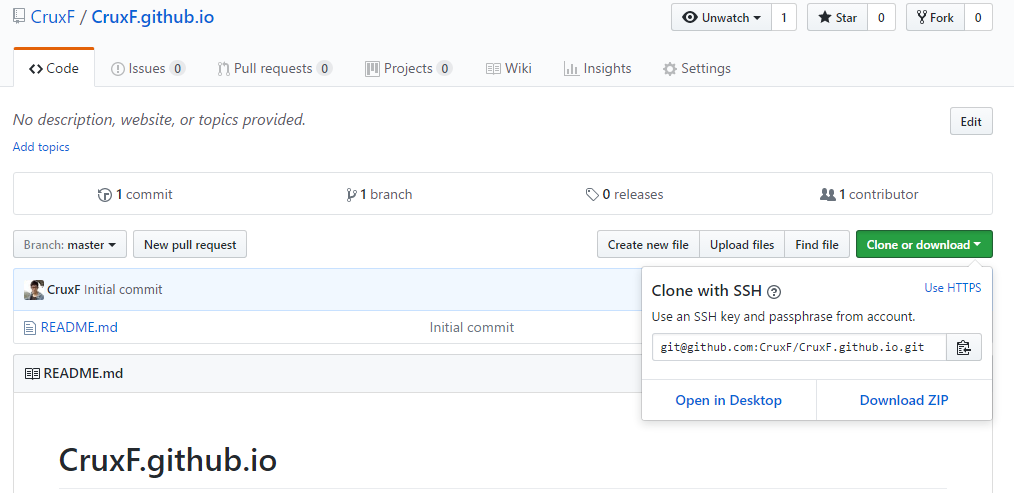 CruxF / CruxF.github.io Unwatch 1 Star 0 Fork 0
Code Issues 0 Pull requests 0 Projects 0 Wiki Insights Settings
No description, website, or topics provided. Edit
Add topics
1 commit 1 branch 0 releases 1 contributor
Branch: master New pull request Create new file Upload files Find file Clone or download
CruxF Initial commit
README.md Initial commit
Clone with SSH ? Use HTTPS
Use an SSH key and passphrase from account.
git@github.com:CruxF/CruxF.github.io.git
Open in Desktop Download ZIP
README.md
CruxF.github.io